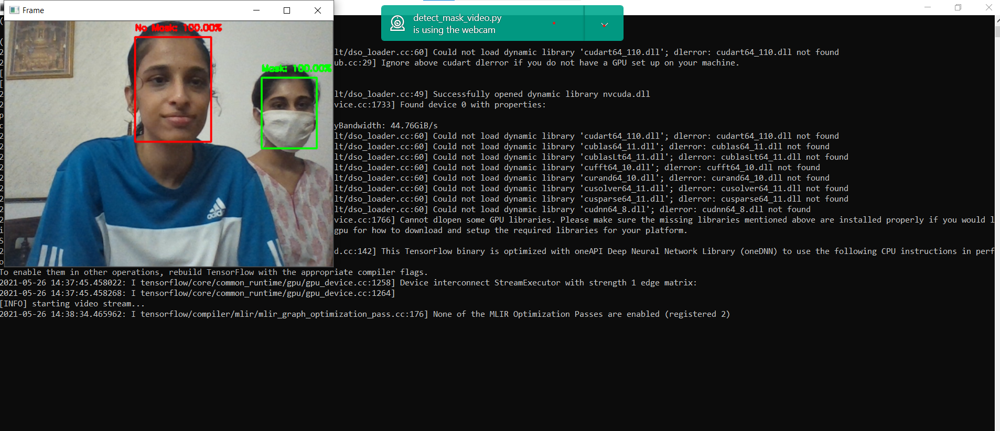 Frame
detect_mask_video.py
is using the webcam
No Mask: 100.00%
Mask: 100.00%
adidas
(
(
2
lt/dso_loader.cc:60] Could not load dynamic library 'cudart64_110.dll'; dlerror: cudart64_110.dll not found
2
ub.cc:29] Ignore above cudart dlerror if you do not have a GPU set up on your machine.
[
[
2
lt/dso_loader.cc:49] Successfully opened dynamic library nvcuda.dll
2
vice.cc:1733] Found device 0 with properties:
p
c
yBandwidth: 44.76GiB/s
2
lt/dso_loader.cc:60] Could not load dynamic library 'cudart64_110.dll'; dlerror: cudart64_110.dll not found
2
lt/dso_loader.cc:60] Could not load dynamic library 'cublas64_11.dll'; dlerror: cublas64_11.dll not found
2
lt/dso_loader.cc:60] Could not load dynamic library 'cublasLt64_11.dll'; dlerror: cublasLt64_11.dll not found
2
lt/dso_loader.cc:60] Could not load dynamic library 'cufft64_10.dll'; dlerror: cufft64_10.dll not found
2
lt/dso_loader.cc:60] Could not load dynamic library 'curand64_10.dll'; dlerror: curand64_10.dll not found
2
lt/dso_loader.cc:60] Could not load dynamic library 'cusolver64_11.dll'; dlerror: cusolver64_11.dll not found
2
lt/dso_loader.cc:60] Could not load dynamic library 'cusparse64_11.dll'; dlerror: cusparse64_11.dll not found
2
lt/dso_loader.cc:60] Could not load dynamic library 'cudnn64_8.dll'; dlerror: cudnn64_8.dll not found
2
vice.cc:1766] Cannot dlopen some GPU libraries. Please make sure the missing libraries mentioned above are installed properly if you would l
i
gpu for how to download and setup the required libraries for your platform.
S
2
d.cc:142] This TensorFlow binary is optimized with oneAPI Deep Neural Network Library (oneDNN) to use the following CPU instructions in perf
o
To enable them in other operations, rebuild TensorFlow with the appropriate compiler flags.
2021-05-26 14:37:45.458022: I tensorflow/core/common_runtime/gpu/gpu_device.cc:1258] Device interconnect StreamExecutor with strength 1 edge matrix:
2021-05-26 14:37:45.458268: I tensorflow/core/common_runtime/gpu/gpu_device.cc:1264]
[INFO] starting video stream...
2021-05-26 14:38:34.465962: I tensorflow/compiler/mlir/mlir_graph_optimization_pass.cc:176] None of the MLIR Optimization Passes are enabled (registered 2)